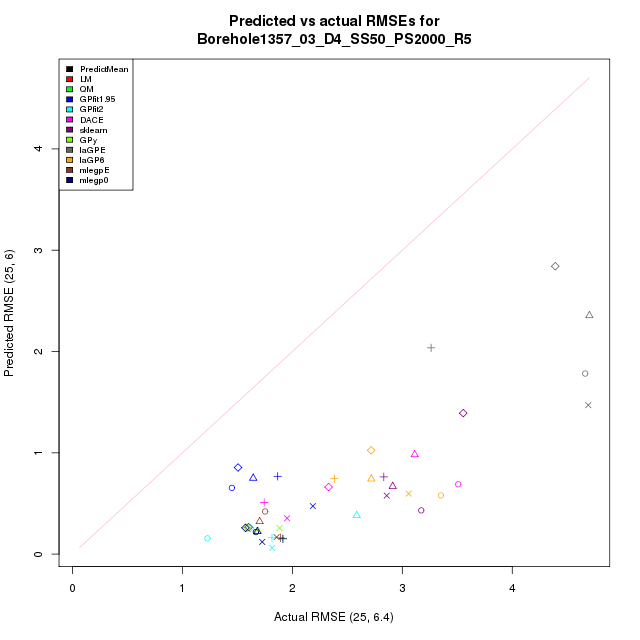 Predicted vs actual RMSEs for
Borehole1357_03_D4_SS50_PS2000_R5
PredictMean
LM
QM
GPfit1.95
GPfit2
DACE
sklearn
GPy
laGPE
laGP6
mlegpE
mlegp0
Predicted RMSE (25, 6)
4
3
2
1
0
0 1 2 3 4
Actual RMSE (25, 6.4)